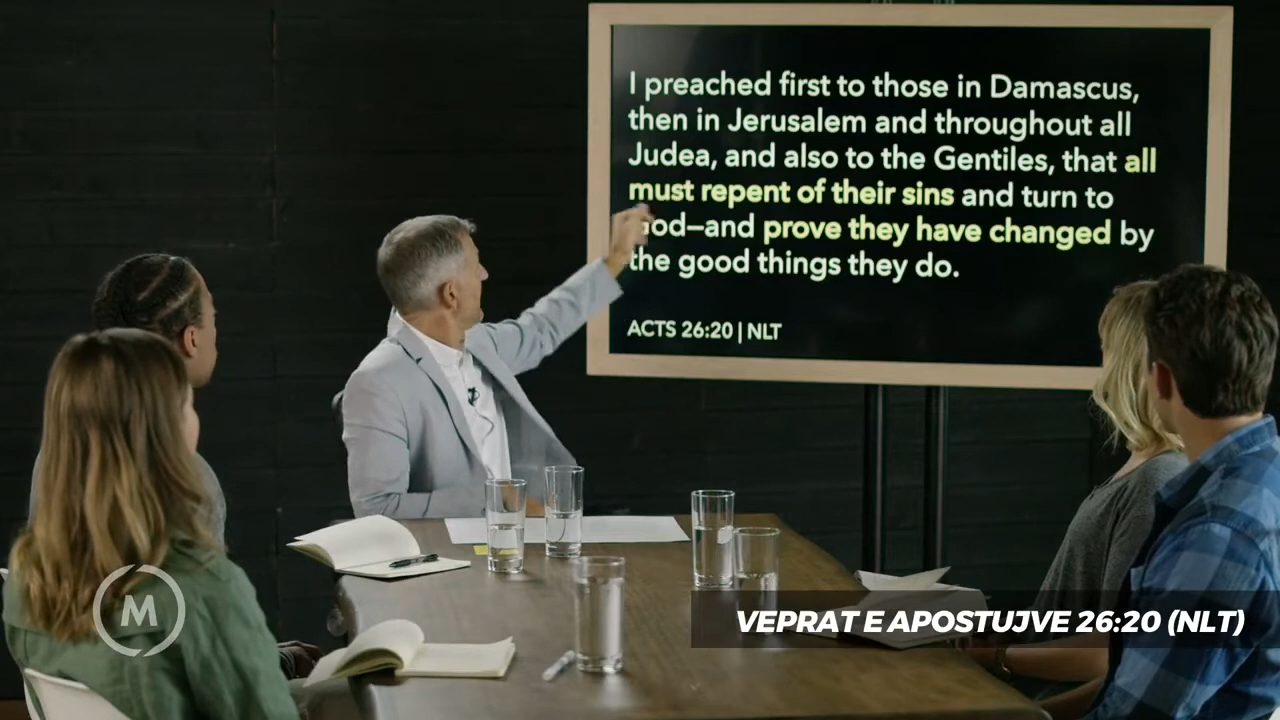 I preached first to those in Damascus,
then in Jerusalem and throughout all
Judea, and also to the Gentiles, that all
must repent of their sins and turn to
God—and prove they have changed by
the good things they do.
ACTS 26:20 | NLT
M
VEPRAT E APOSTUJVE 26:20 (NLT)